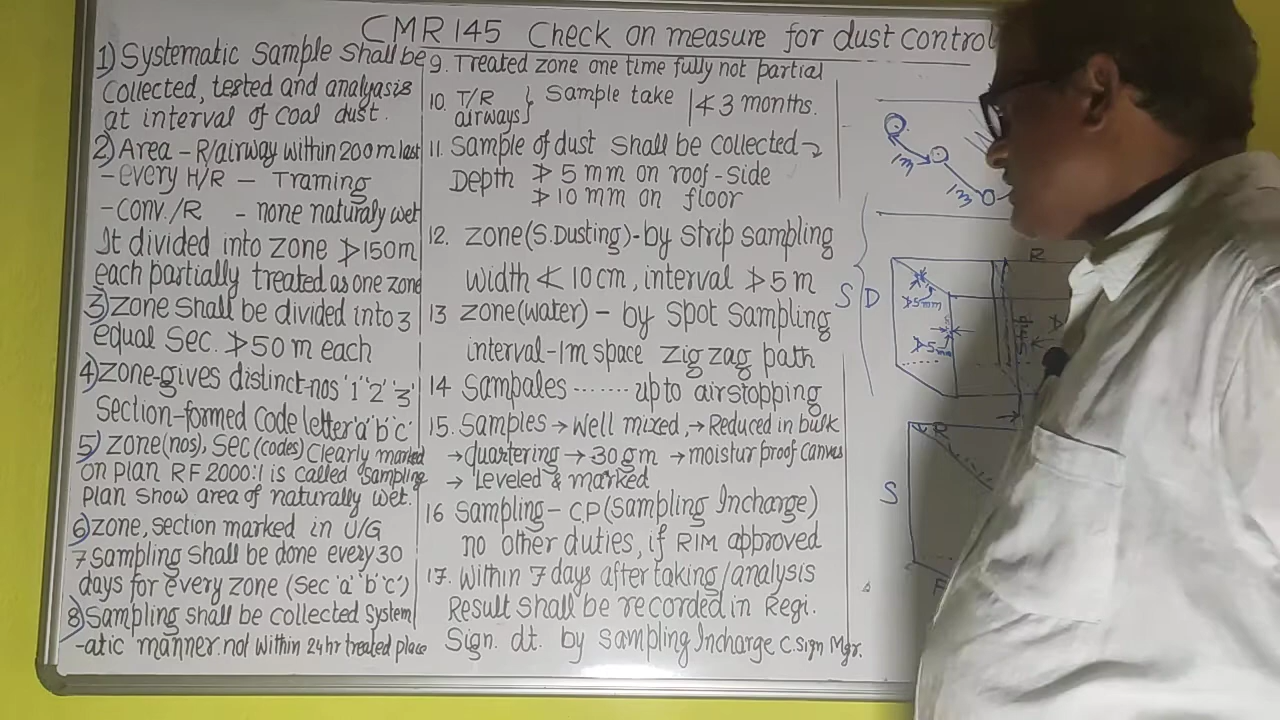 CMR 145 Check on measure for dust control
1) Systematic Sample shall be
Collected, tested and analyasis
at interval of coal dust.
2) Area - R/airway within 200m last
-every H/R - Traming
-conv./R - none naturaly wet
It divided into zone ≯150m
each partially treated as one zone
3) zone shall be divided into 3
equal sec. ≯50 m each
4) zone-gives distinct-nos '1' '2' '3'
Section-formed Code letter 'a' 'b' 'c'
5) zone(nos), Sec (codes) Clearly marked
on plan RF 2000:1 is called Sampling
plan show area of naturally wet.
6) zone, section marked in U/G
7 Sampling shall be done every 30
days for every zone (Sec 'a' 'b' 'c')
8) Sampling shall be collected System
-atic manner. not within 24hr treated place
9. Treated zone one time fully not partial
10. T/R
airways } Sample take | ≮ 3 months.
11. Sample of dust shall be collected
Depth ≯ 5 mm on roof-side
≯ 10 mm on floor
12. zone (S.Dusting)-by strip sampling
width ≮ 10 cm, interval ≯ 5 m
13 zone(water) - by spot sampling
interval-1m space zig zag path
14 Sampales ....... upto airstopping
15. Samples → Well mixed, → Reduced in bulk
→ quartering → 30 gm → moistur proof canvas
→ Leveled & marked
16 Sampling - C.P (Sampling Incharge)
no other duties, if RIM approved
17. Within 7 days after taking/analysis
Result shall be recorded in Regi.
Sign. dt. by Sampling Incharge C.sign Mgr.
1m
1m
S D
R
≯5mm
≯5mm
R
S
F